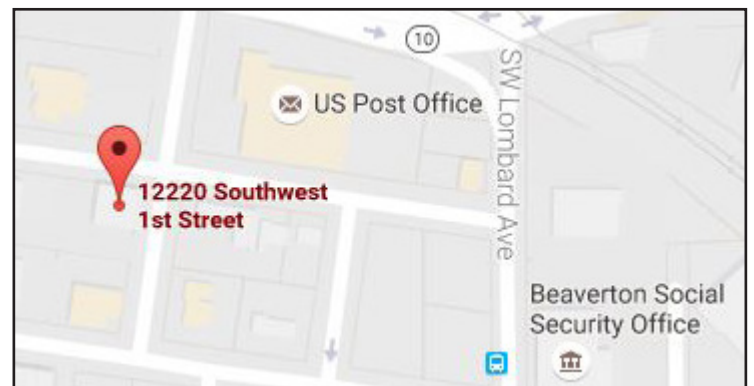 10
US Post Office
SW Lombard Ave
12220 Southwest
1st Street
Beaverton Social
Security Office